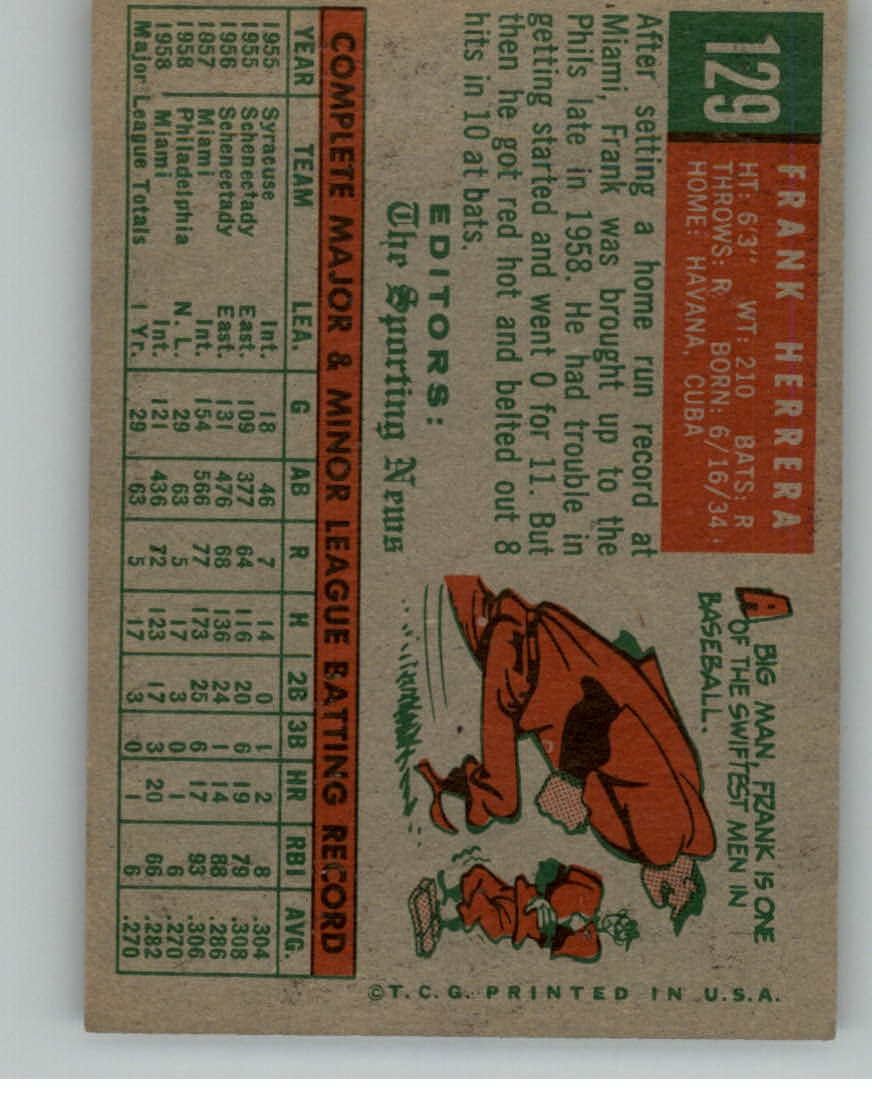 129
FRANK HERRERA
HT: 6'3" WT: 210 BATS: R
THROWS: R BORN: 6/16/34
HOME: HAVANA, CUBA
After setting a home run record at
Miami, Frank was brought up to the
Phils late in 1958. He had trouble in
getting started and went 0 for 11. But
then he got red hot and belted out 8
hits in 10 at bats.
EDITORS:
The Sporting News
A BIG MAN, FRANK IS ONE
OF THE SWIFTEST MEN IN
BASEBALL.
COMPLETE MAJOR & MINOR LEAGUE BATTING RECORD
YEAR TEAM LEA. G AB R H 2B 3B HR RBI AVG.
1955 Syracuse Int. 18 46 7 14 0 1 2 8 .304
1955 Schenectady East. 109 377 64 116 20 6 19 79 .308
1956 Schenectady East. 131 476 68 136 24 1 14 88 .286
1957 Miami Int. 154 566 77 173 25 6 17 93 .306
1958 Philadelphia N. L. 29 63 5 17 3 0 1 6 .270
1958 Miami Int. 121 436 72 123 17 3 20 66 .282
Major League Totals 1 Yr. 29 63 5 17 3 0 1 6 .270
©T.C.G. PRINTED IN U.S.A.